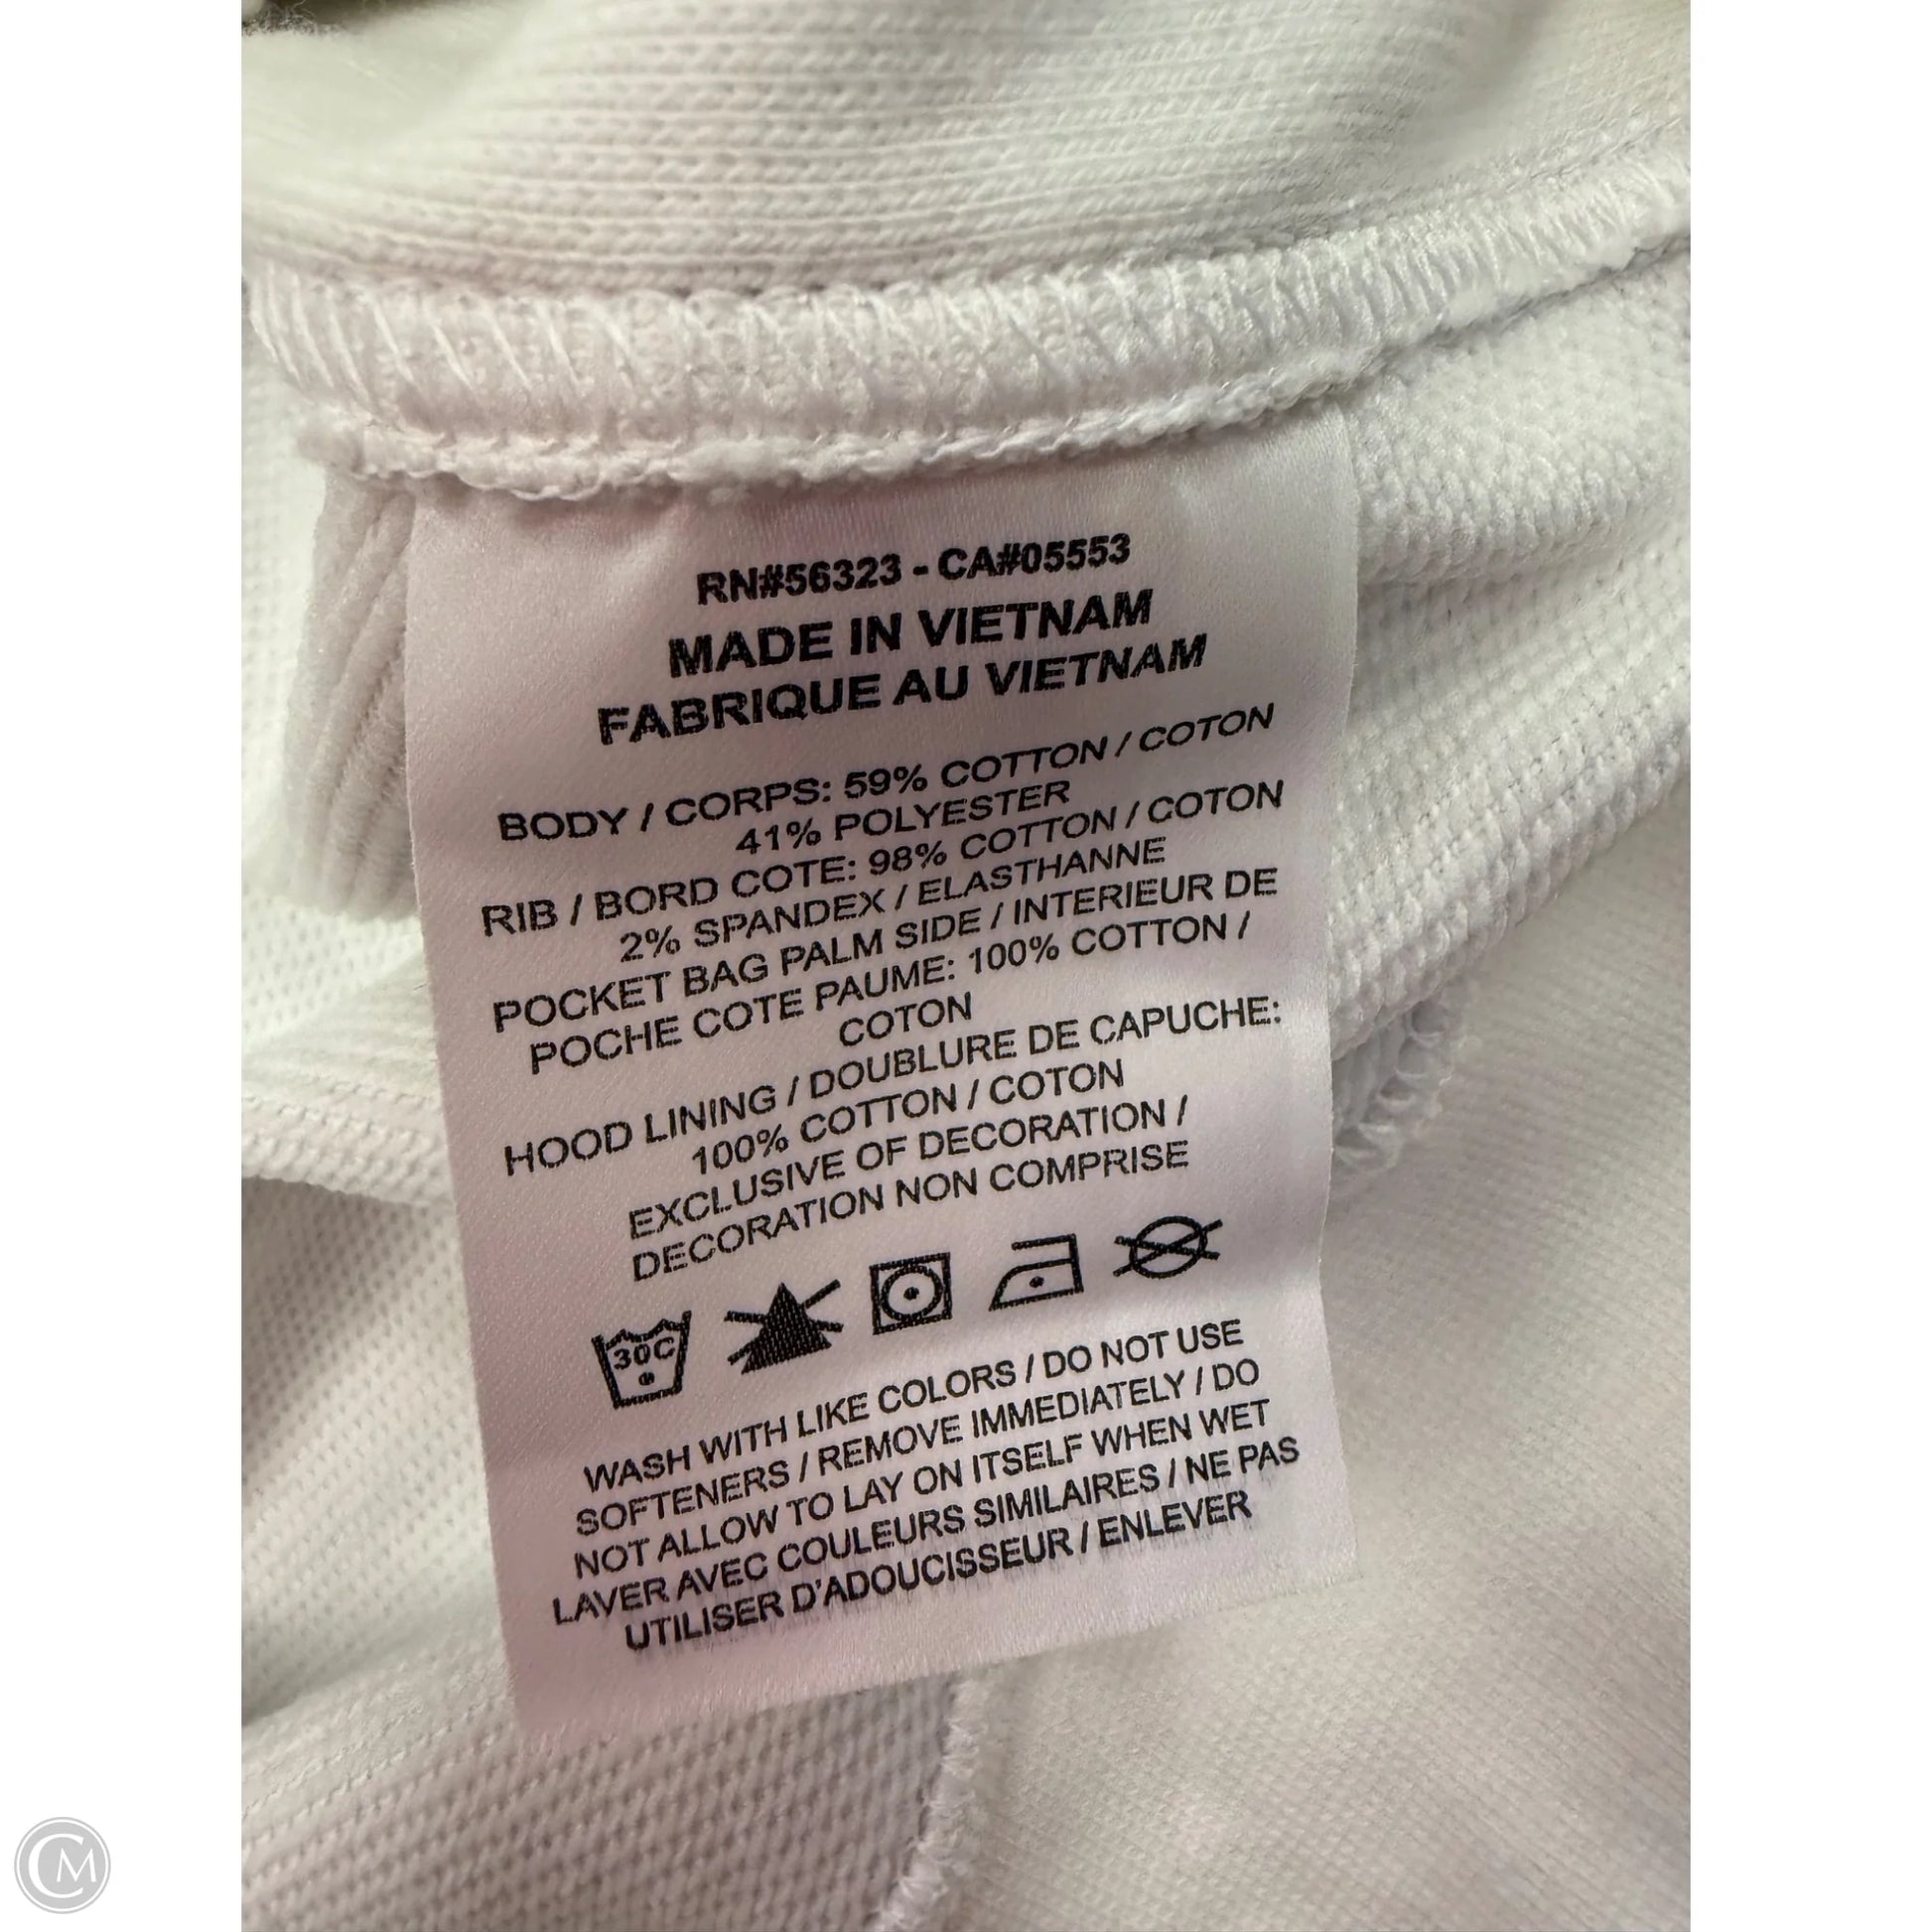 RN#56323 - CA#05553
MADE IN VIETNAM
FABRIQUE AU VIETNAM
BODY / CORPS: 59% COTTON / COTON
41% POLYESTER
RIB / BORD COTE: 98% COTTON / COTON
2% SPANDEX / ELASTHANNE
POCKET BAG PALM SIDE / INTERIEUR DE
POCHE COTE PAUME: 100% COTTON /
COTON
HOOD LINING / DOUBLURE DE CAPUCHE:
100% COTTON / COTON
EXCLUSIVE OF DECORATION /
DECORATION NON COMPRISE
30C
WASH WITH LIKE COLORS / DO NOT USE
SOFTENERS / REMOVE IMMEDIATELY / DO
NOT ALLOW TO LAY ON ITSELF WHEN WET
LAVER AVEC COULEURS SIMILAIRES / NE PAS
UTILISER D'ADOUCISSEUR / ENLEVER
CM